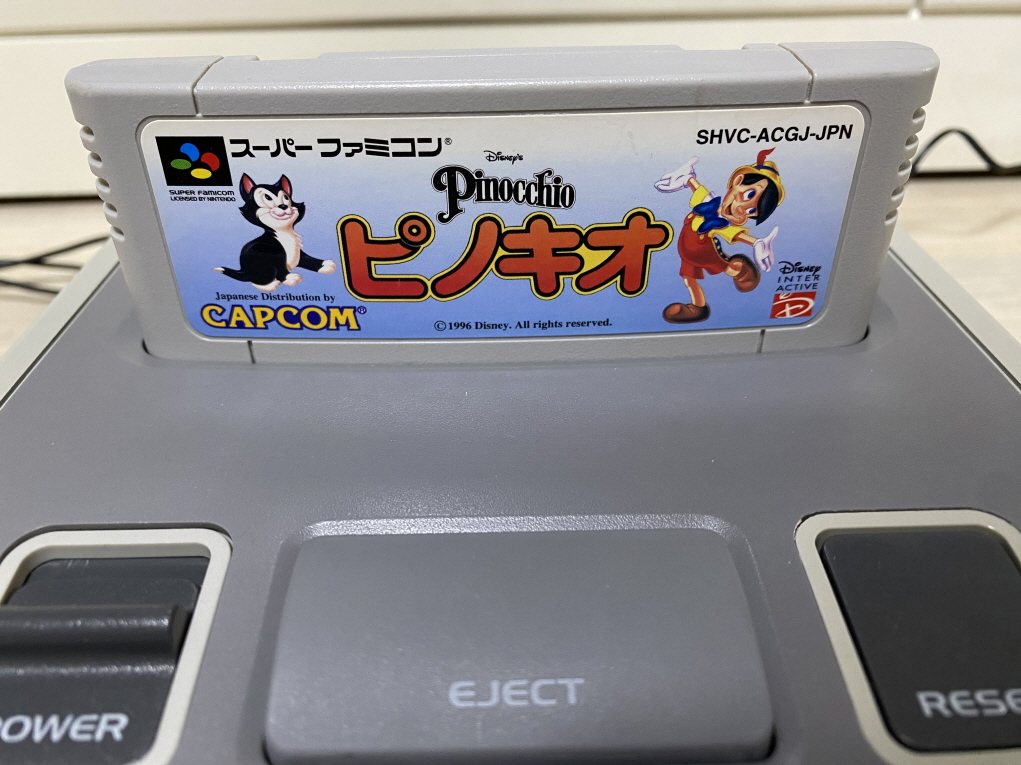 スーパーファミコン®
SUPER FAMICOM
LICENSED BY NINTENDO
SHVC-ACGJ-JPN
Disney's
Pinocchio
ピノキオ
Japanese Distribution by
CAPCOM®
© 1996 Disney. All rights reserved.
Disney
INTER
ACTIVE
D
POWER
EJECT
RESE